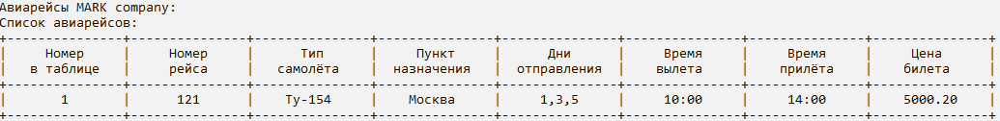 Авиарейсы MARK company:
Список авиарейсов:
+---------------+---------------+---------------+---------------+---------------+---------------+---------------+---------------+
|     Номер     |     Номер     |      Тип      |     Пункт     |      Дни      |     Время     |     Время     |     Цена      |
|   в таблице   |     рейса     |   самолёта    |  назначения   |  отправления  |    вылета     |    прилёта    |    билета     |
+---------------+---------------+---------------+---------------+---------------+---------------+---------------+---------------+
|       1       |      121      |    Ту-154     |    Москва     |     1,3,5     |     10:00     |     14:00     |    5000.20    |
+---------------+---------------+---------------+---------------+---------------+---------------+---------------+---------------+